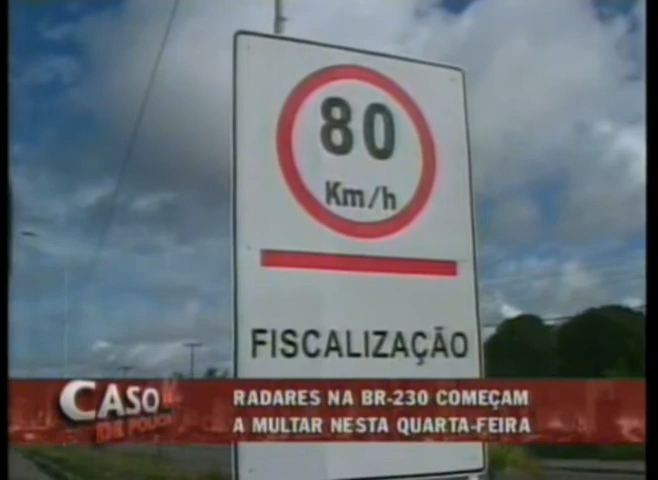 80
Km/h
FISCALIZAÇÃO
CASO
DE POLÍCIA
RADARES NA BR-230 COMEÇAM
A MULTAR NESTA QUARTA-FEIRA